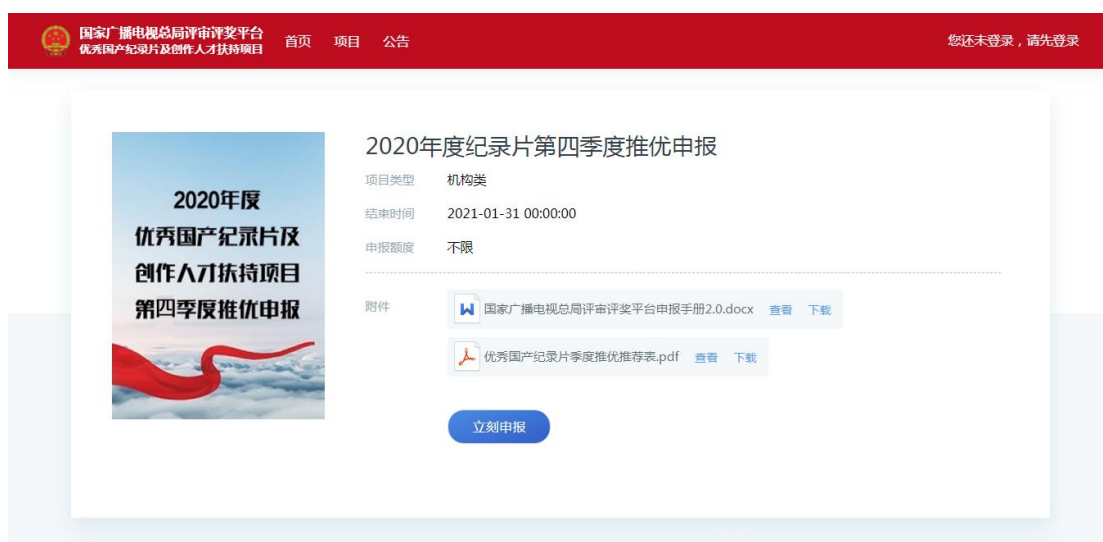 国家广播电视总局评审评奖平台
优秀国产纪录片及创作人才扶持项目
首页 项目 公告
您还未登录，请先登录
2020年度
优秀国产纪录片及
创作人才扶持项目
第四季度推优申报
2020年度纪录片第四季度推优申报
项目类型 机构类
结束时间 2021-01-31 00:00:00
申报额度 不限
附件 国家广播电视总局评审评奖平台申报手册2.0.docx 查看 下载
优秀国产纪录片季度推优推荐表.pdf 查看 下载
立刻申报